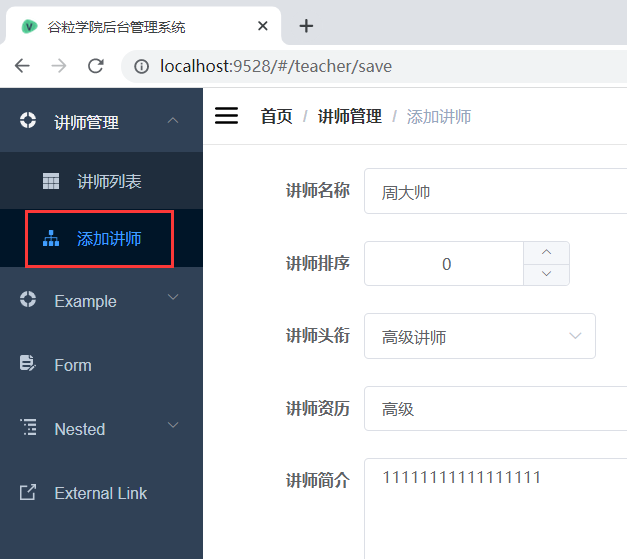 谷粒学院后台管理系统
localhost:9528/#/teacher/save
讲师管理
首页 / 讲师管理 / 添加讲师
讲师列表
添加讲师
Example
Form
Nested
External Link
讲师名称 周大帅
讲师排序 0
讲师头衔 高级讲师
讲师资历 高级
讲师简介 11111111111111111